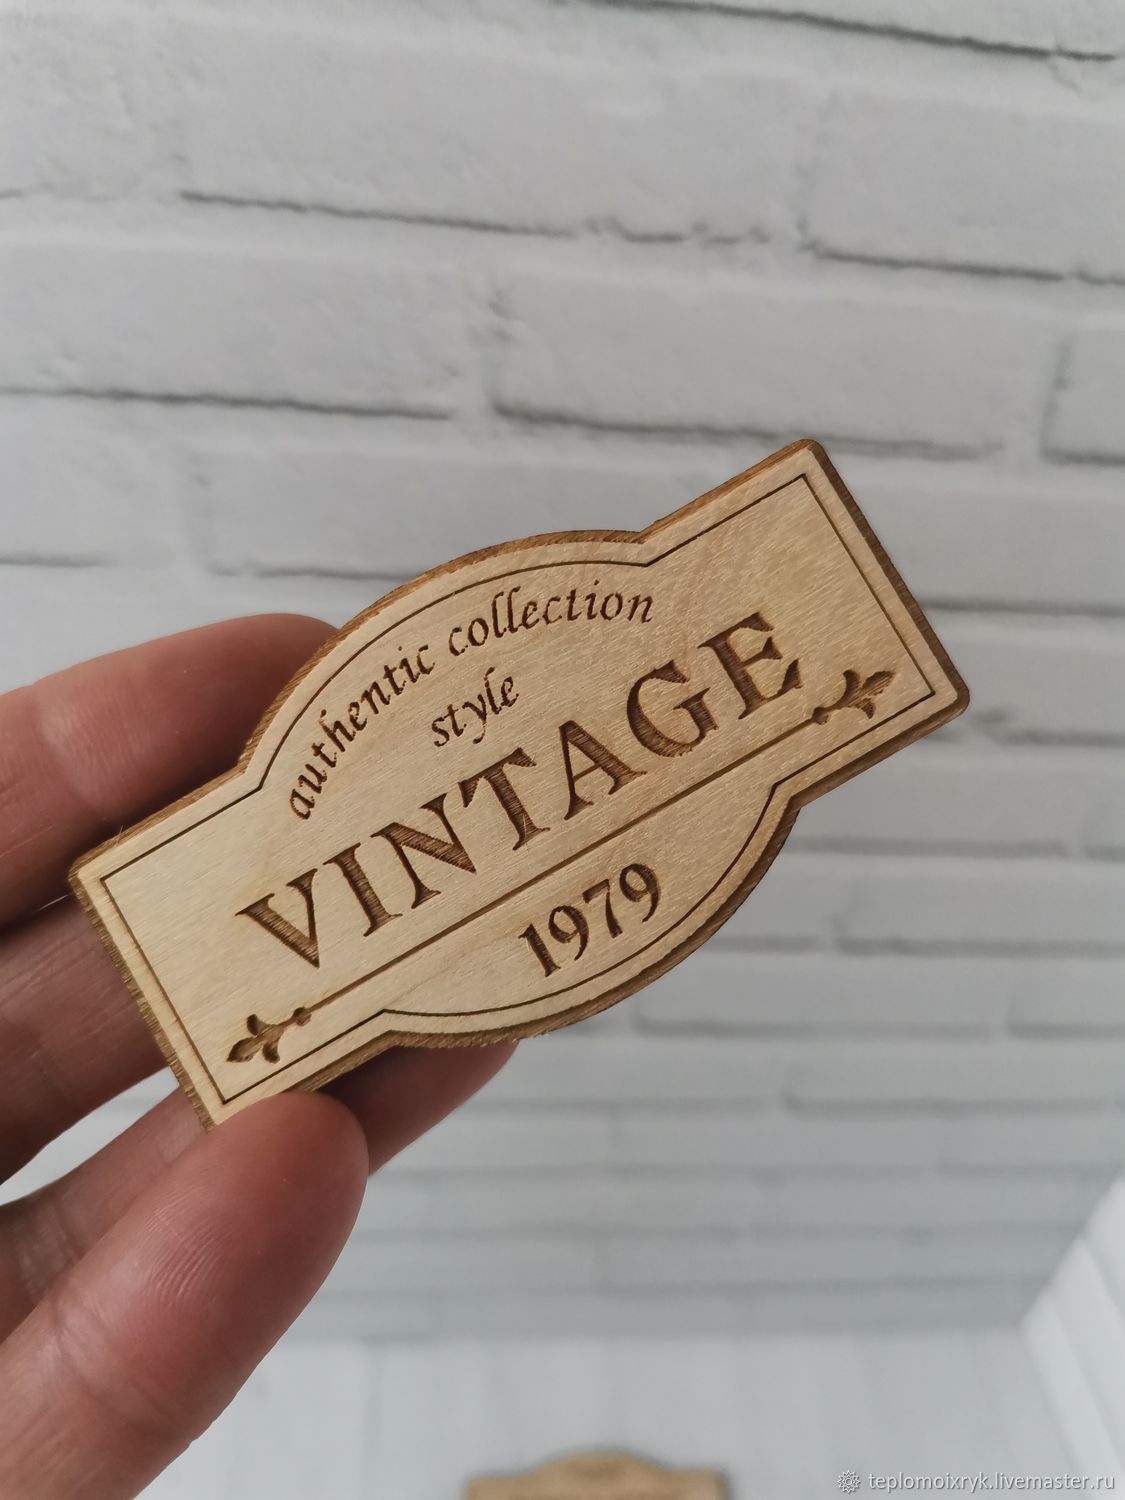 authentic collection
style
VINTAGE
1979
teplomoixryk.livemaster.ru